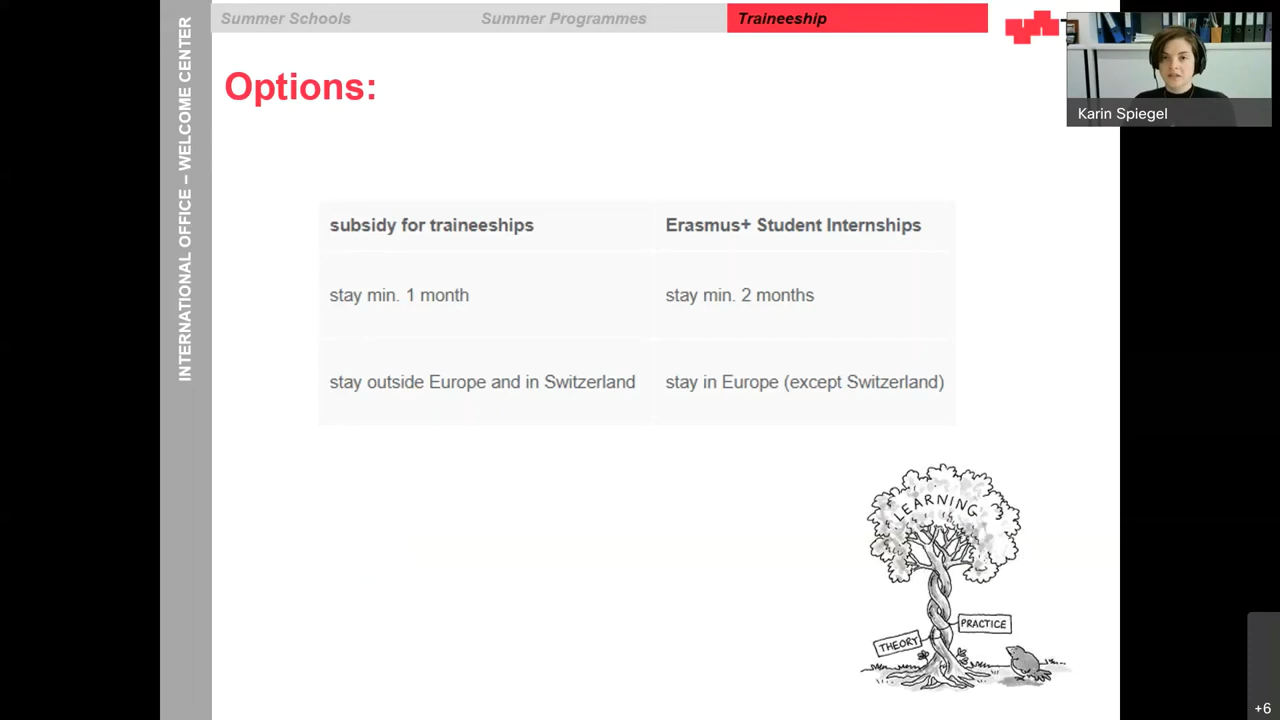 Summer Schools
Summer Programmes
Traineeship
INTERNATIONAL OFFICE – WELCOME CENTER
Options:
Karin Spiegel
subsidy for traineeships
Erasmus+ Student Internships
stay min. 1 month
stay min. 2 months
stay outside Europe and in Switzerland
stay in Europe (except Switzerland)
LEARNING
PRACTICE
THEORY
+6